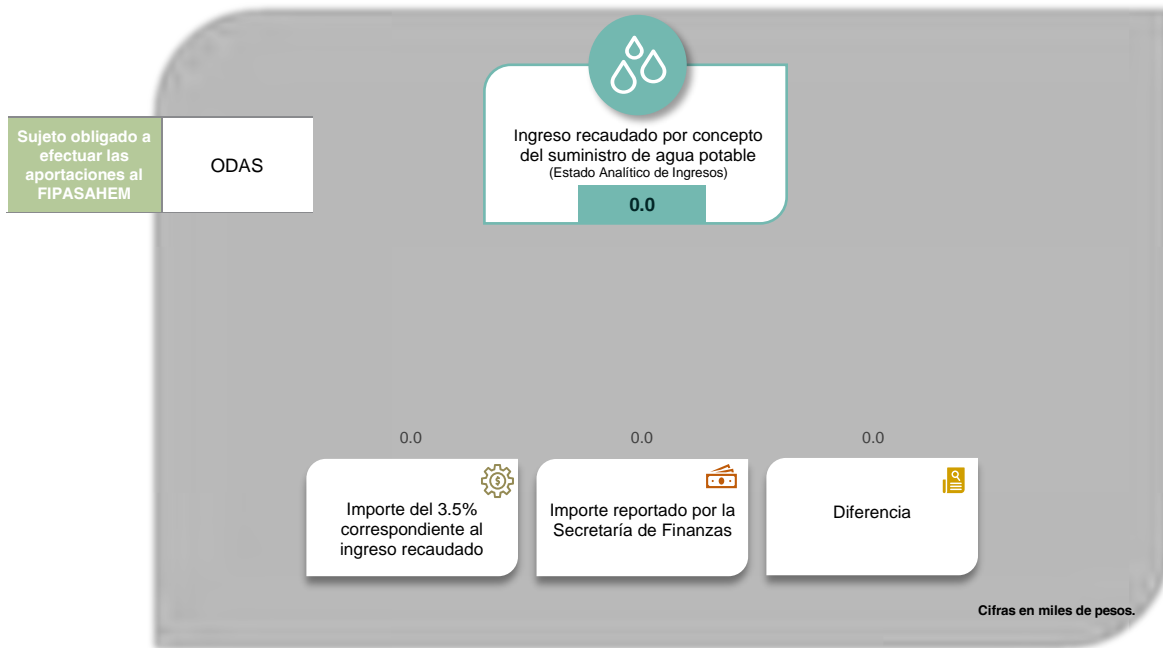 Sujeto obligado a
efectuar las
aportaciones al
FIPASAHEM
ODAS
Ingreso recaudado por concepto
del suministro de agua potable
(Estado Analítico de Ingresos)
0.0
0.0
0.0
0.0
Importe del 3.5%
correspondiente al
ingreso recaudado
Importe reportado por la
Secretaría de Finanzas
Diferencia
Cifras en miles de pesos.